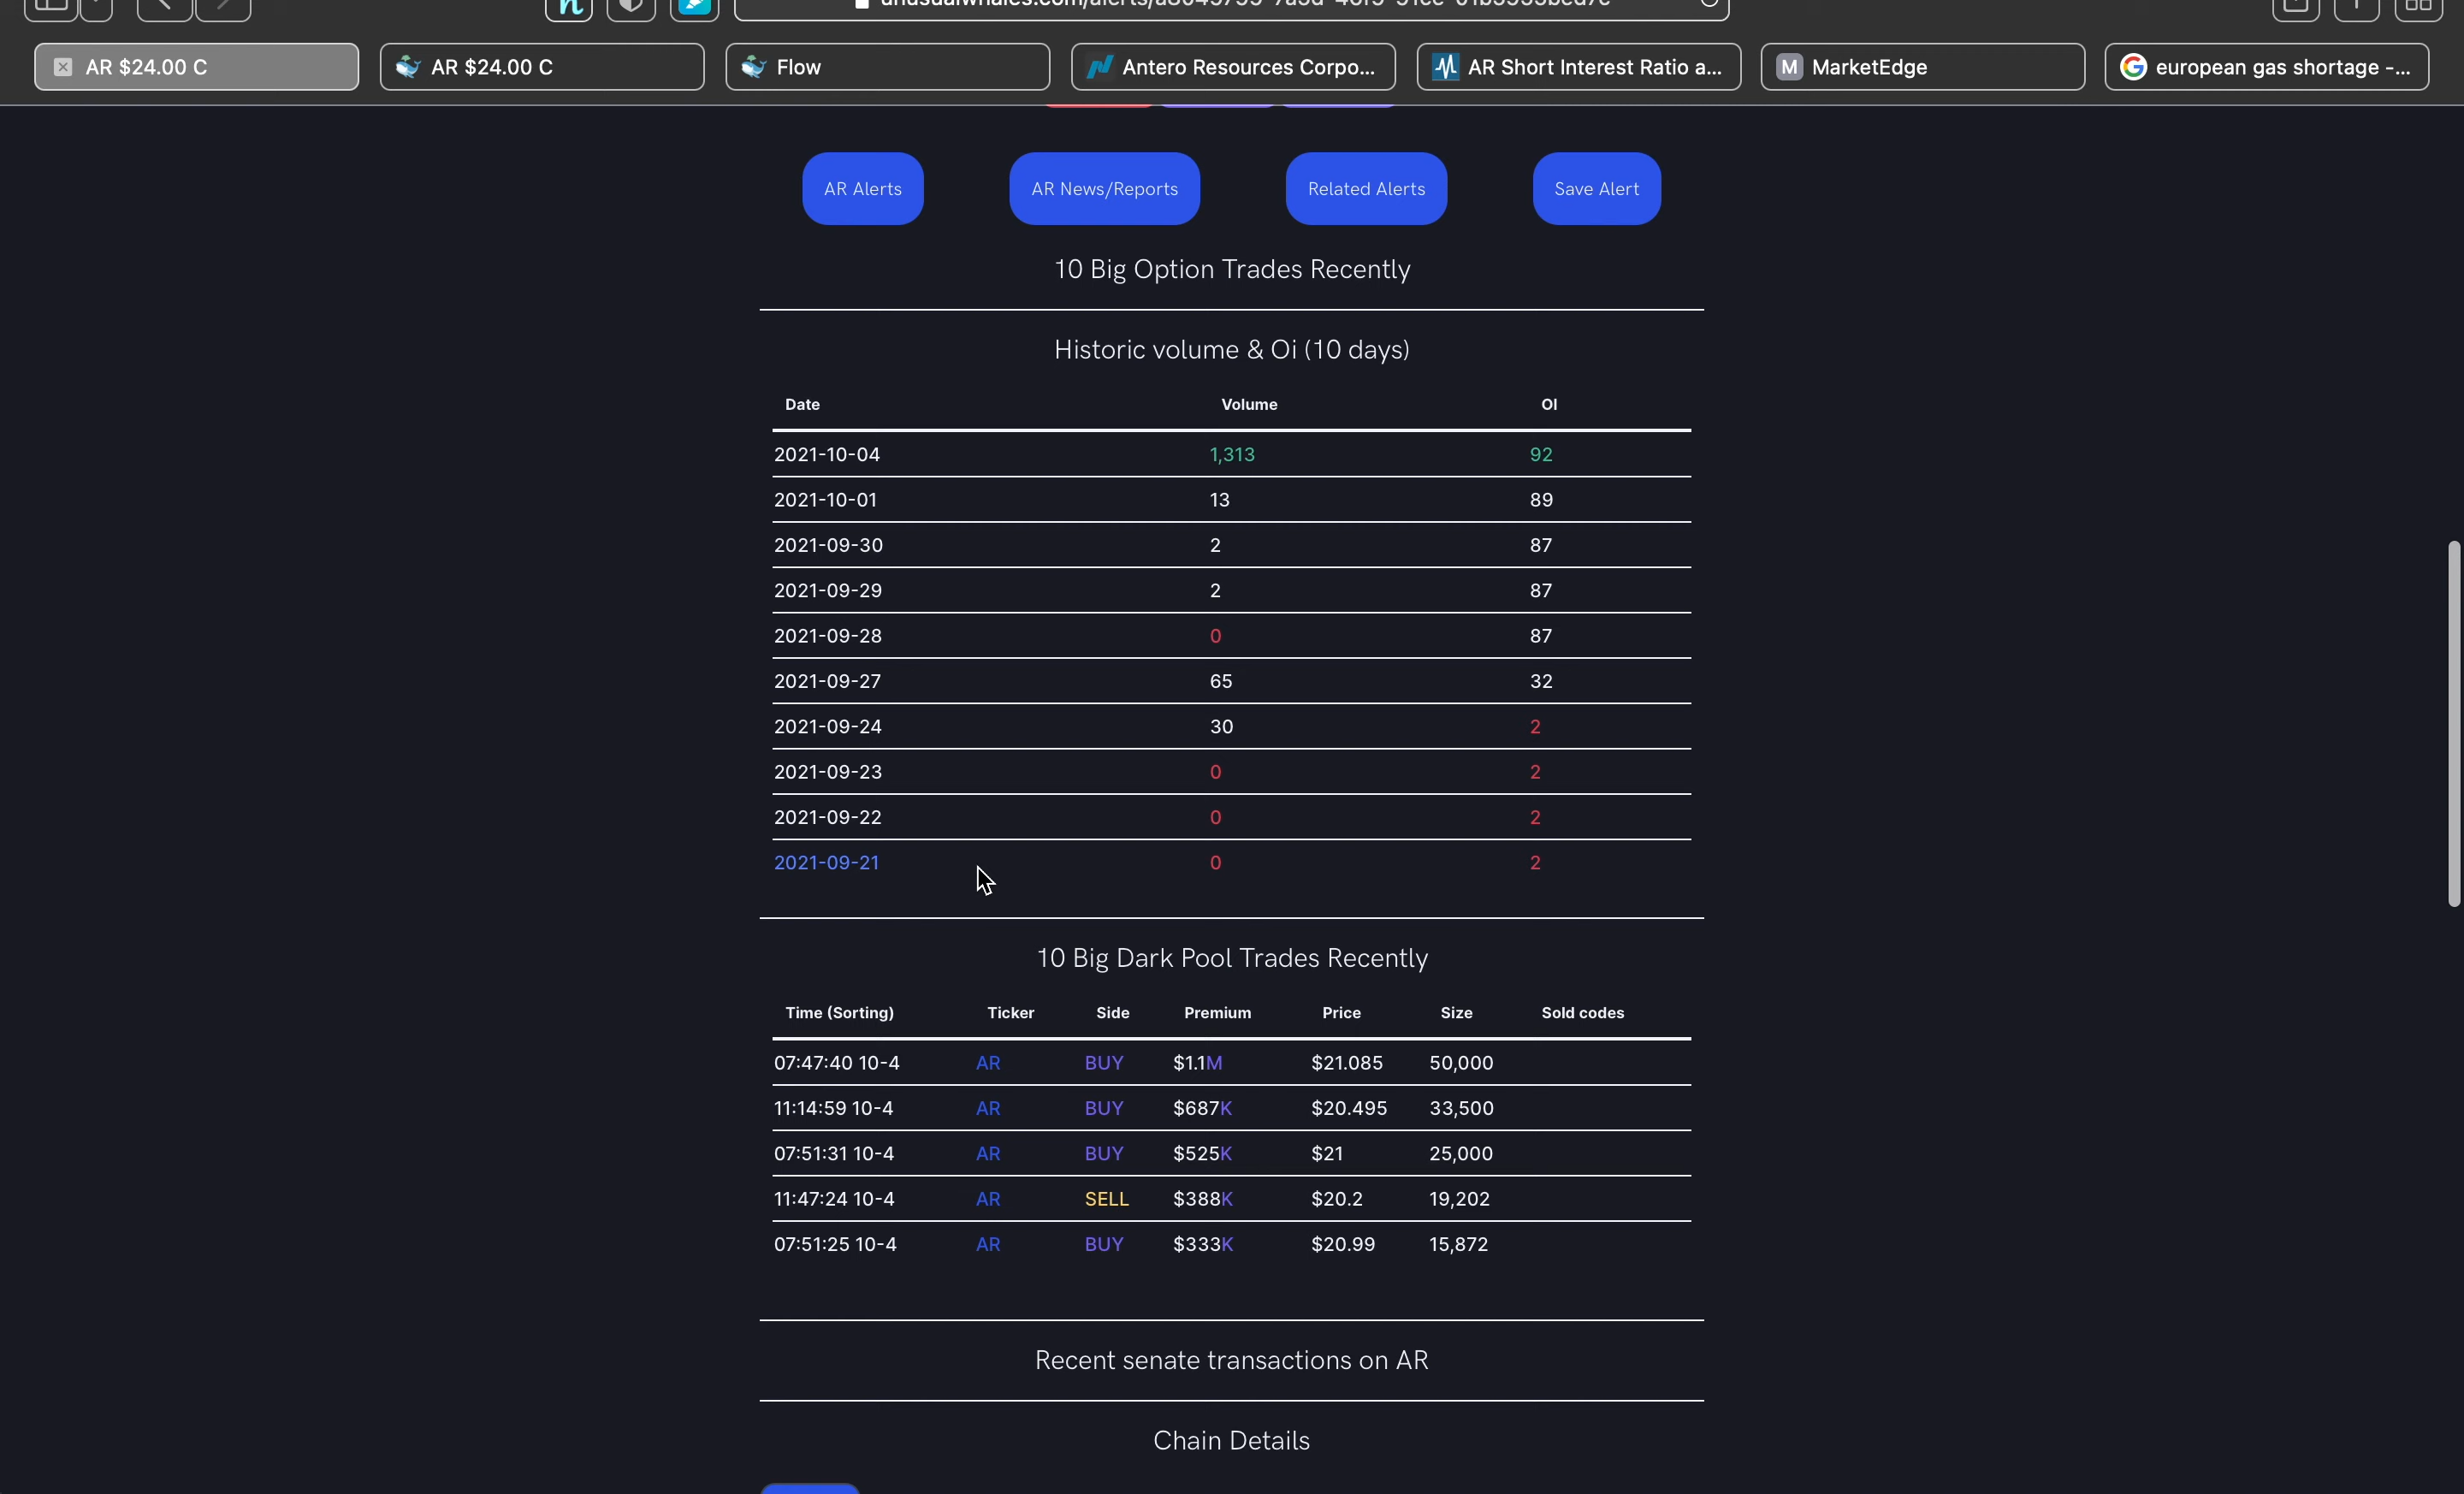 AR $24.00 C
AR $24.00 C
Flow
Antero Resources Corpo...
AR Short Interest Ratio a...
M MarketEdge
european gas shortage -...
AR Alerts
AR News/Reports
Related Alerts
Save Alert
10 Big Option Trades Recently
Historic volume & Oi (10 days)
Date Volume OI
2021-10-04 1,313 92
2021-10-01 13 89
2021-09-30 2 87
2021-09-29 2 87
2021-09-28 0 87
2021-09-27 65 32
2021-09-24 30 2
2021-09-23 0 2
2021-09-22 0 2
2021-09-21 0 2
10 Big Dark Pool Trades Recently
Time (Sorting) Ticker Side Premium Price Size Sold codes
07:47:40 10-4 AR BUY $1.1M $21.085 50,000
11:14:59 10-4 AR BUY $687K $20.495 33,500
07:51:31 10-4 AR BUY $525K $21 25,000
11:47:24 10-4 AR SELL $388K $20.2 19,202
07:51:25 10-4 AR BUY $333K $20.99 15,872
Recent senate transactions on AR
Chain Details